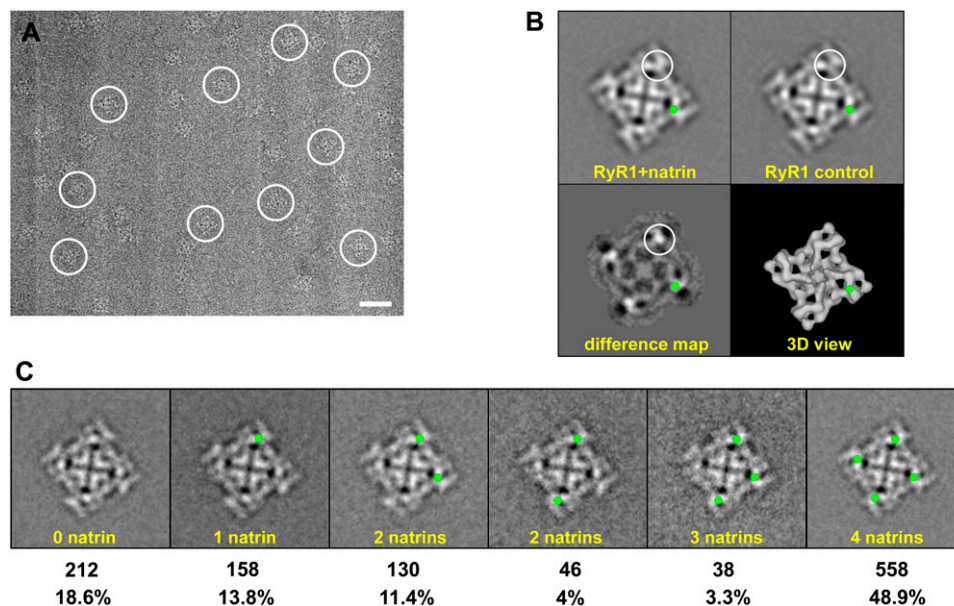 A
B
RyR1+natrin RyR1 control
difference map 3D view
C
0 natrin 1 natrin 2 natrins 2 natrins 3 natrins 4 natrins
212 158 130 46 38 558
18.6% 13.8% 11.4% 4% 3.3% 48.9%